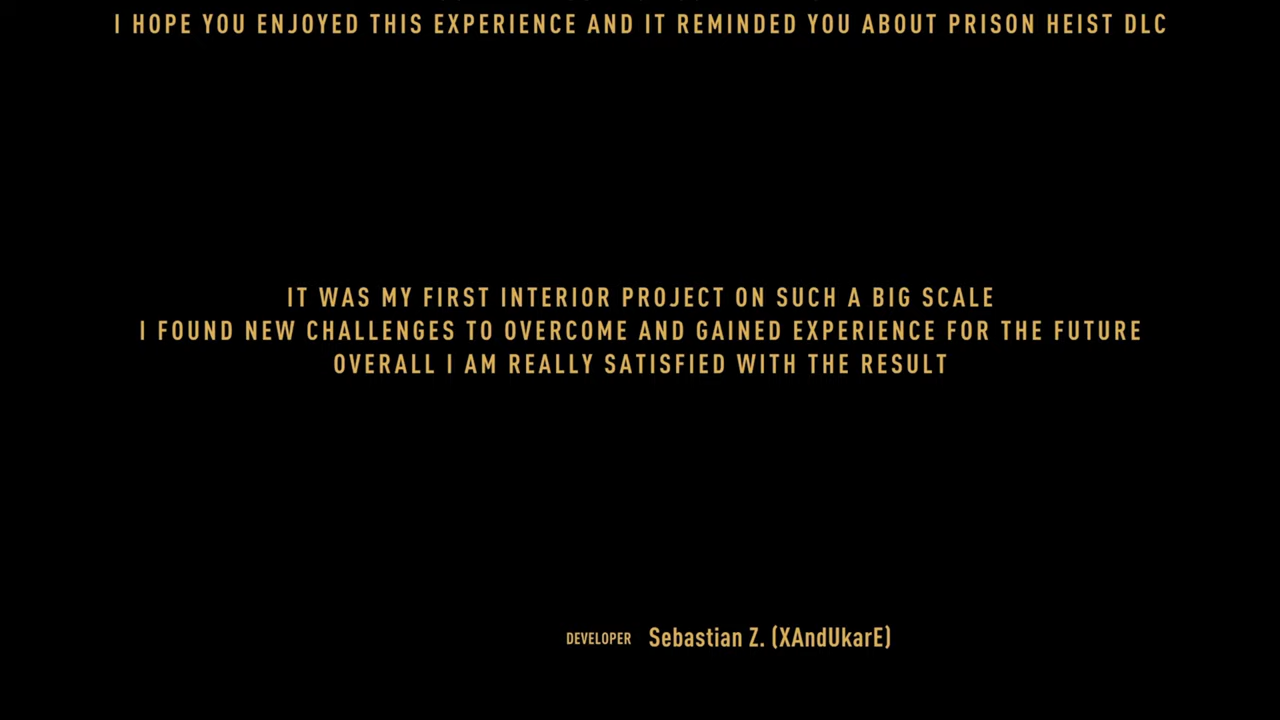 I HOPE YOU ENJOYED THIS EXPERIENCE AND IT REMINDED YOU ABOUT PRISON HEIST DLC
IT WAS MY FIRST INTERIOR PROJECT ON SUCH A BIG SCALE
I FOUND NEW CHALLENGES TO OVERCOME AND GAINED EXPERIENCE FOR THE FUTURE
OVERALL I AM REALLY SATISFIED WITH THE RESULT
DEVELOPER Sebastian Z. (XAndUkarE)